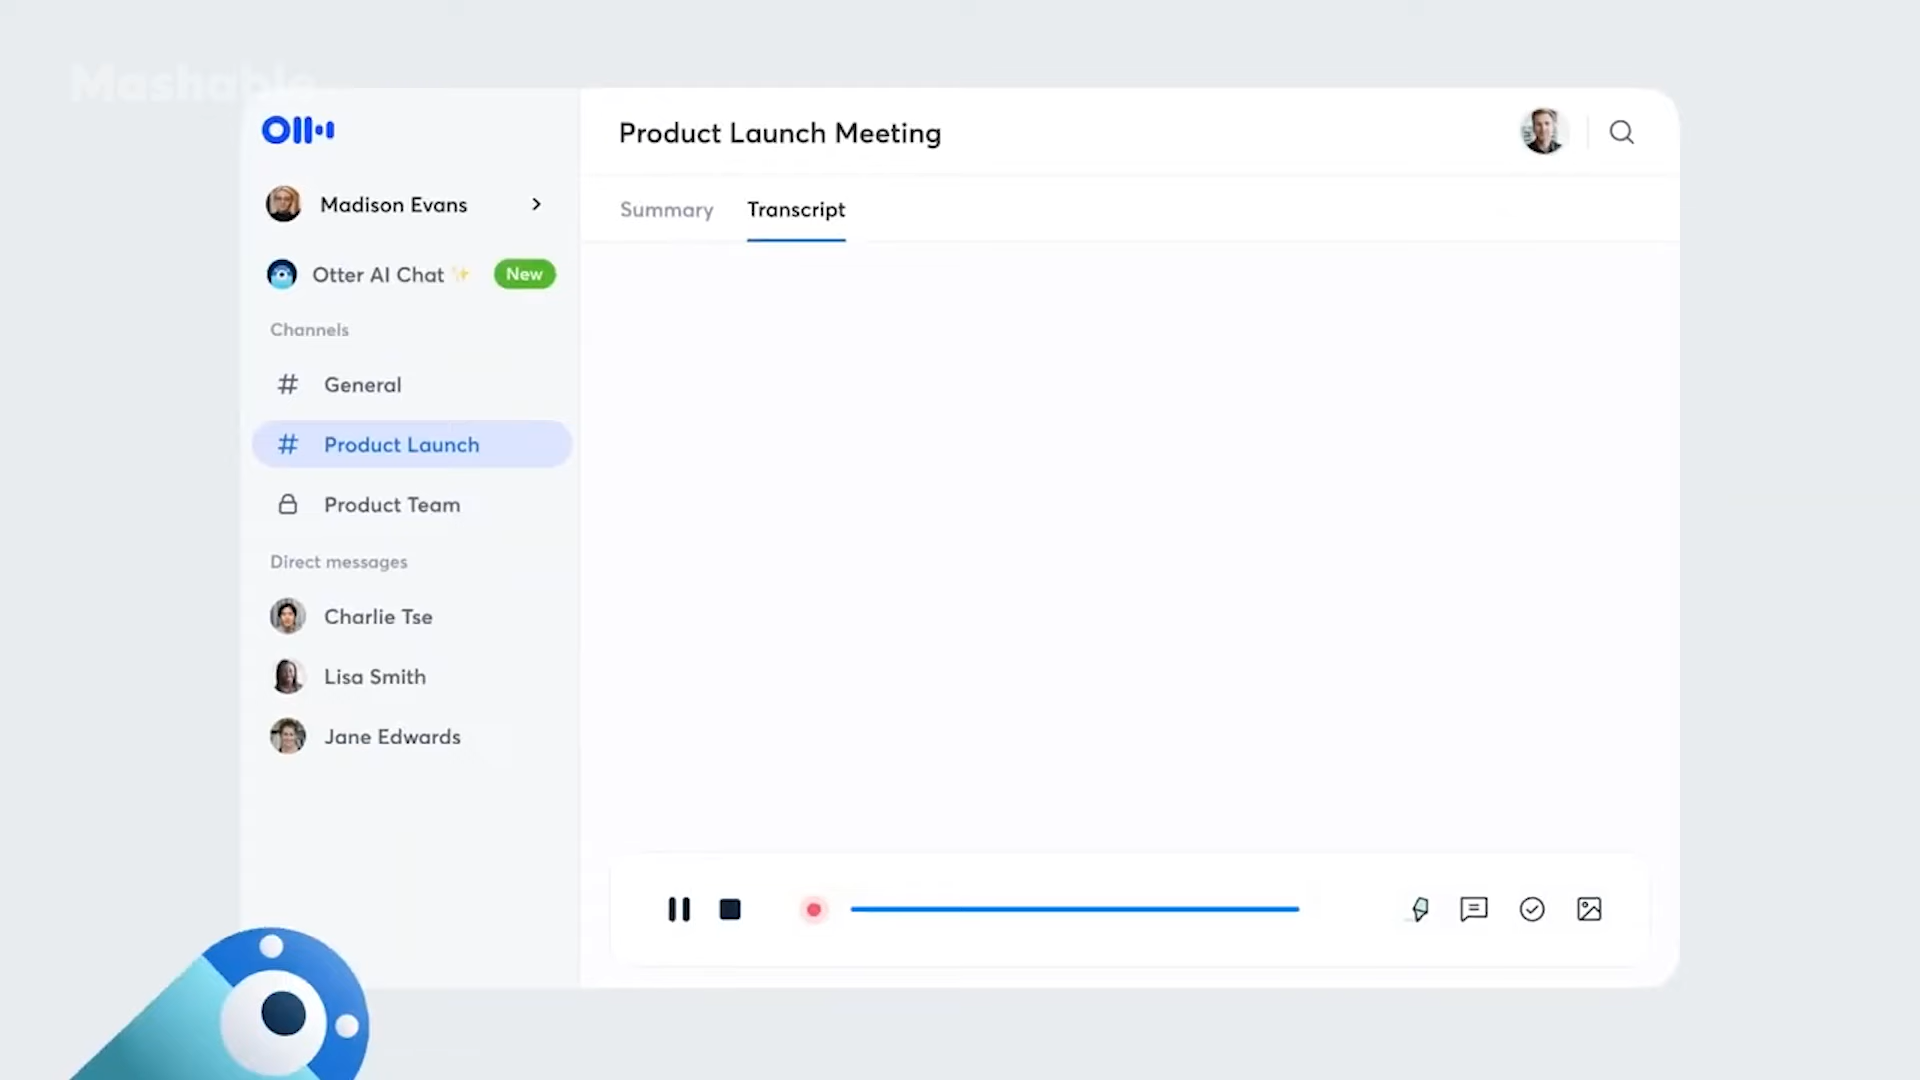 Mashable
Product Launch Meeting
Madison Evans
Summary
Transcript
Otter AI Chat
New
Channels
# General
# Product Launch
Product Team
Direct messages
Charlie Tse
Lisa Smith
Jane Edwards